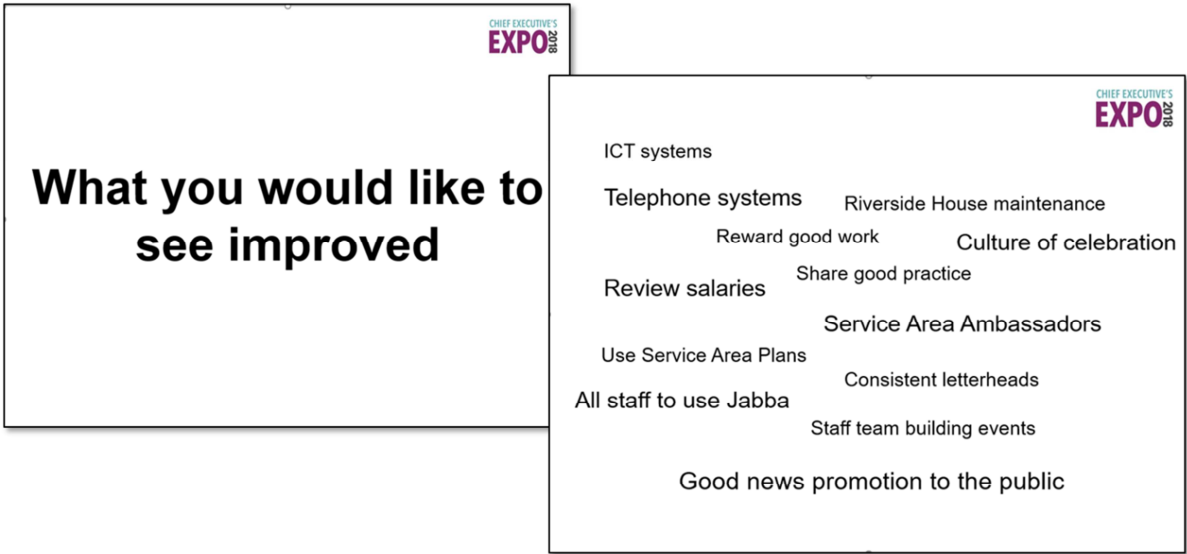 CHIEF EXECUTIVE'S
EXPO 2018
What you would like to
see improved
CHIEF EXECUTIVE'S
EXPO 2018
ICT systems
Telephone systems
Riverside House maintenance
Reward good work
Culture of celebration
Share good practice
Review salaries
Service Area Ambassadors
Use Service Area Plans
Consistent letterheads
All staff to use Jabba
Staff team building events
Good news promotion to the public